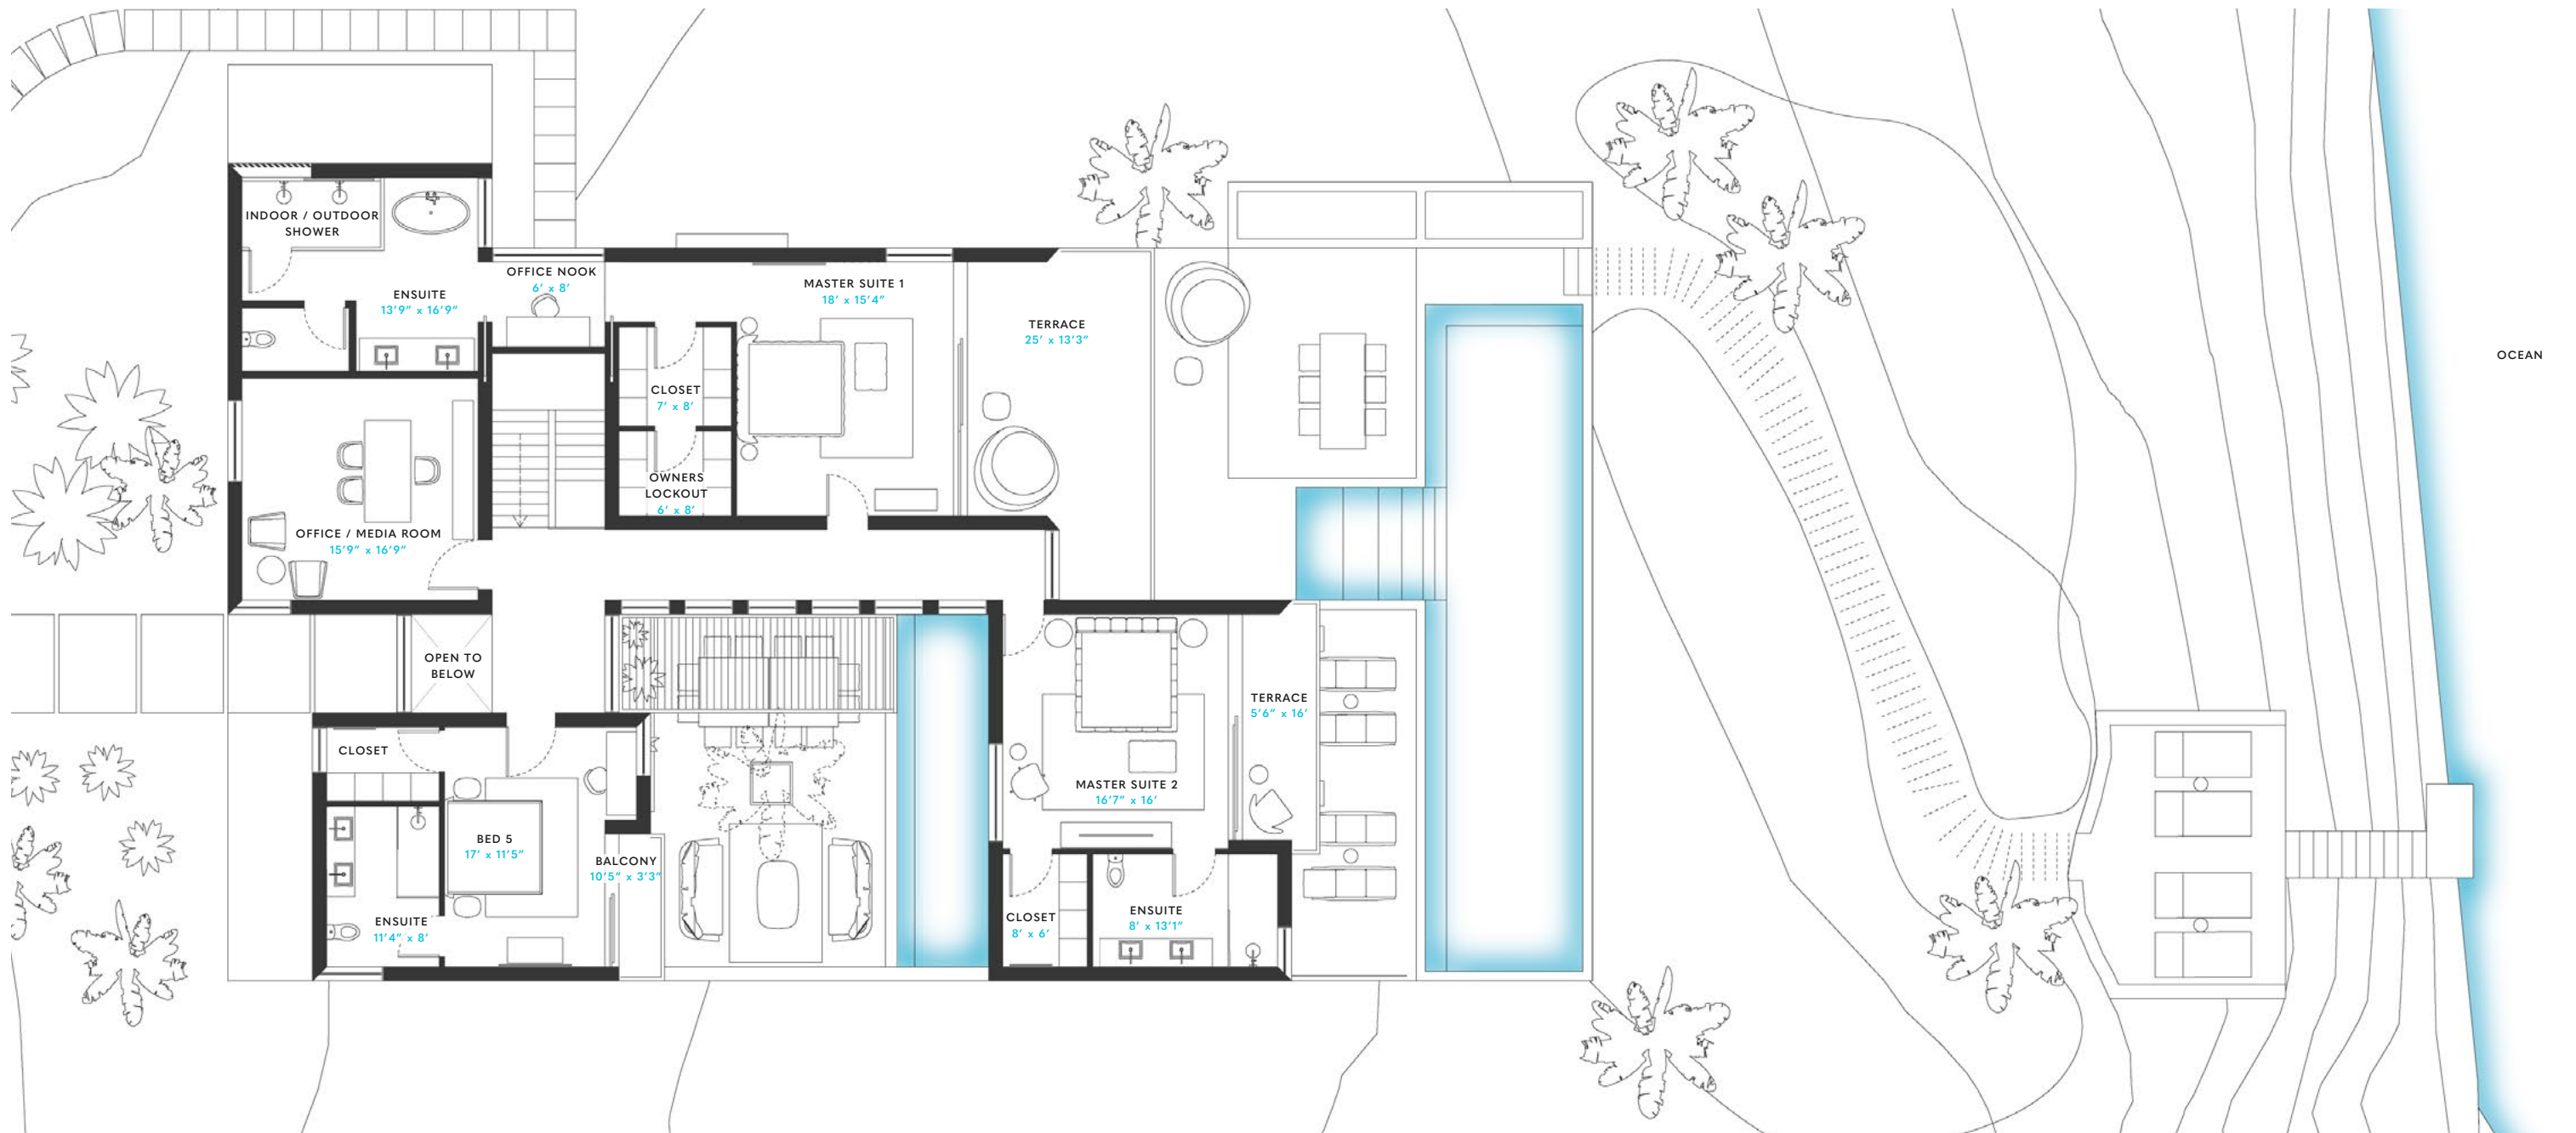 INDOOR / OUTDOOR
SHOWER
ENSUITE
13'9" x 16'9"
OFFICE NOOK
6' x 8'
MASTER SUITE 1
18' x 15'4"
TERRACE
25' x 13'3"
OCEAN
CLOSET
7' x 8'
OWNERS
LOCKOUT
6' x 8'
OFFICE / MEDIA ROOM
15'9" x 16'9"
OPEN TO
BELOW
TERRACE
5'6" x 16'
CLOSET
MASTER SUITE 2
16'7" x 16'
BED 5
17' x 11'5"
BALCONY
10'5" x 3'3"
ENSUITE
11'4" x 8'
CLOSET
8' x 6'
ENSUITE
8' x 13'1"